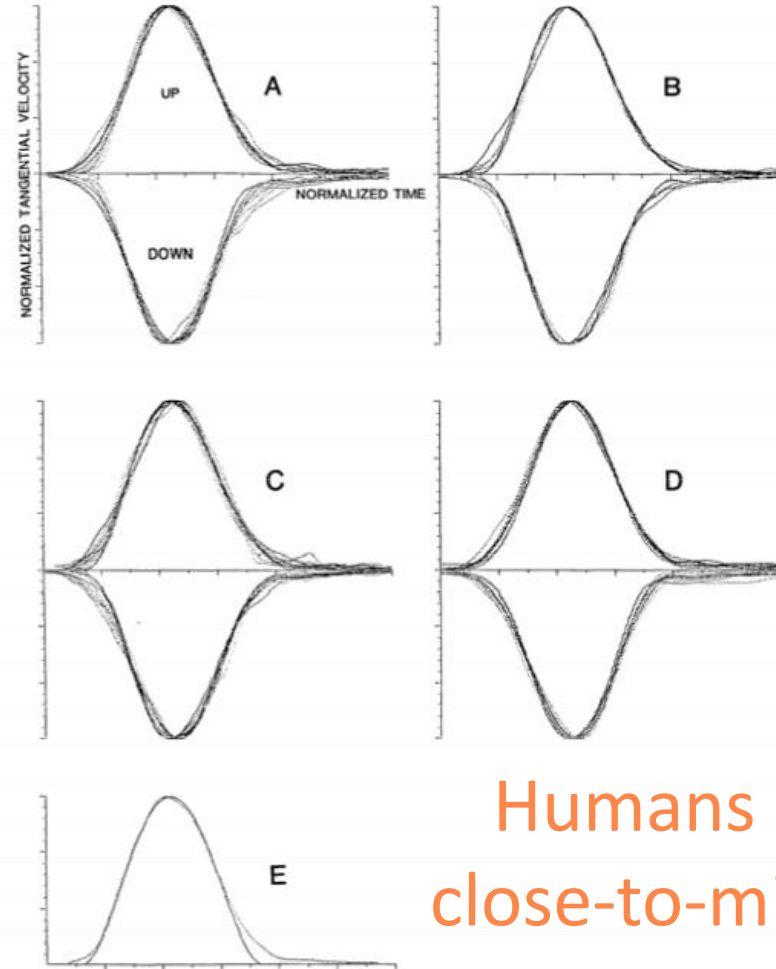 NORMALIZED TANGENTIAL VELOCITY
UP
A
NORMALIZED TIME
DOWN
B
C
D
E
Humans
close-to-m